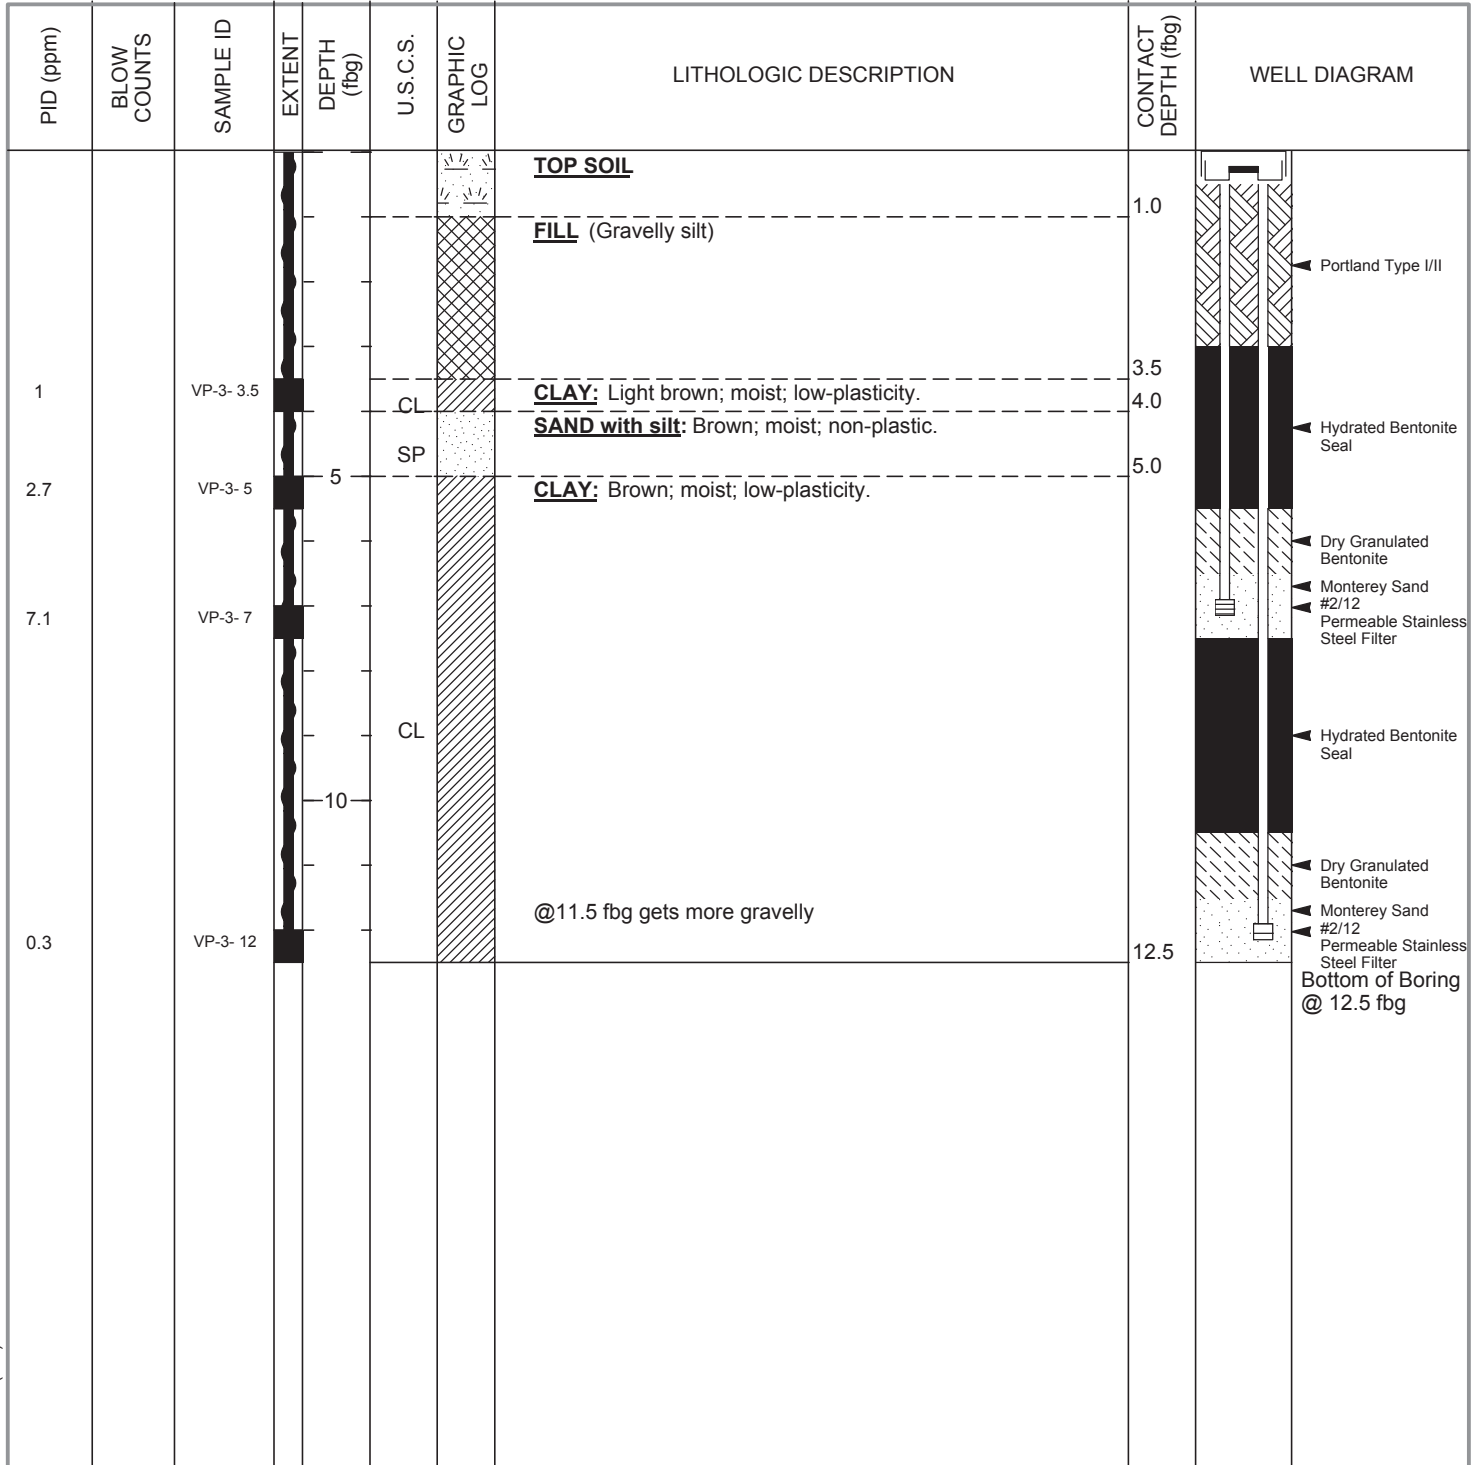 PID (ppm)
BLOW
COUNTS
SAMPLE ID
EXTENT
DEPTH
(fbg)
U.S.C.S.
GRAPHIC
LOG
LITHOLOGIC DESCRIPTION
CONTACT
DEPTH (fbg)
WELL DIAGRAM
TOP SOIL
1.0
FILL (Gravelly silt)
Portland Type I/II
3.5
1
VP-3- 3.5
CL
CLAY: Light brown; moist; low-plasticity.
4.0
SAND with silt: Brown; moist; non-plastic.
Hydrated Bentonite
Seal
SP
5.0
5
2.7
VP-3- 5
CLAY: Brown; moist; low-plasticity.
Dry Granulated
Bentonite
Monterey Sand
#2/12
Permeable Stainless
Steel Filter
7.1
VP-3- 7
CL
Hydrated Bentonite
Seal
10
Dry Granulated
Bentonite
@11.5 fbg gets more gravelly
Monterey Sand
#2/12
Permeable Stainless
Steel Filter
0.3
VP-3- 12
12.5
Bottom of Boring
@ 12.5 fbg